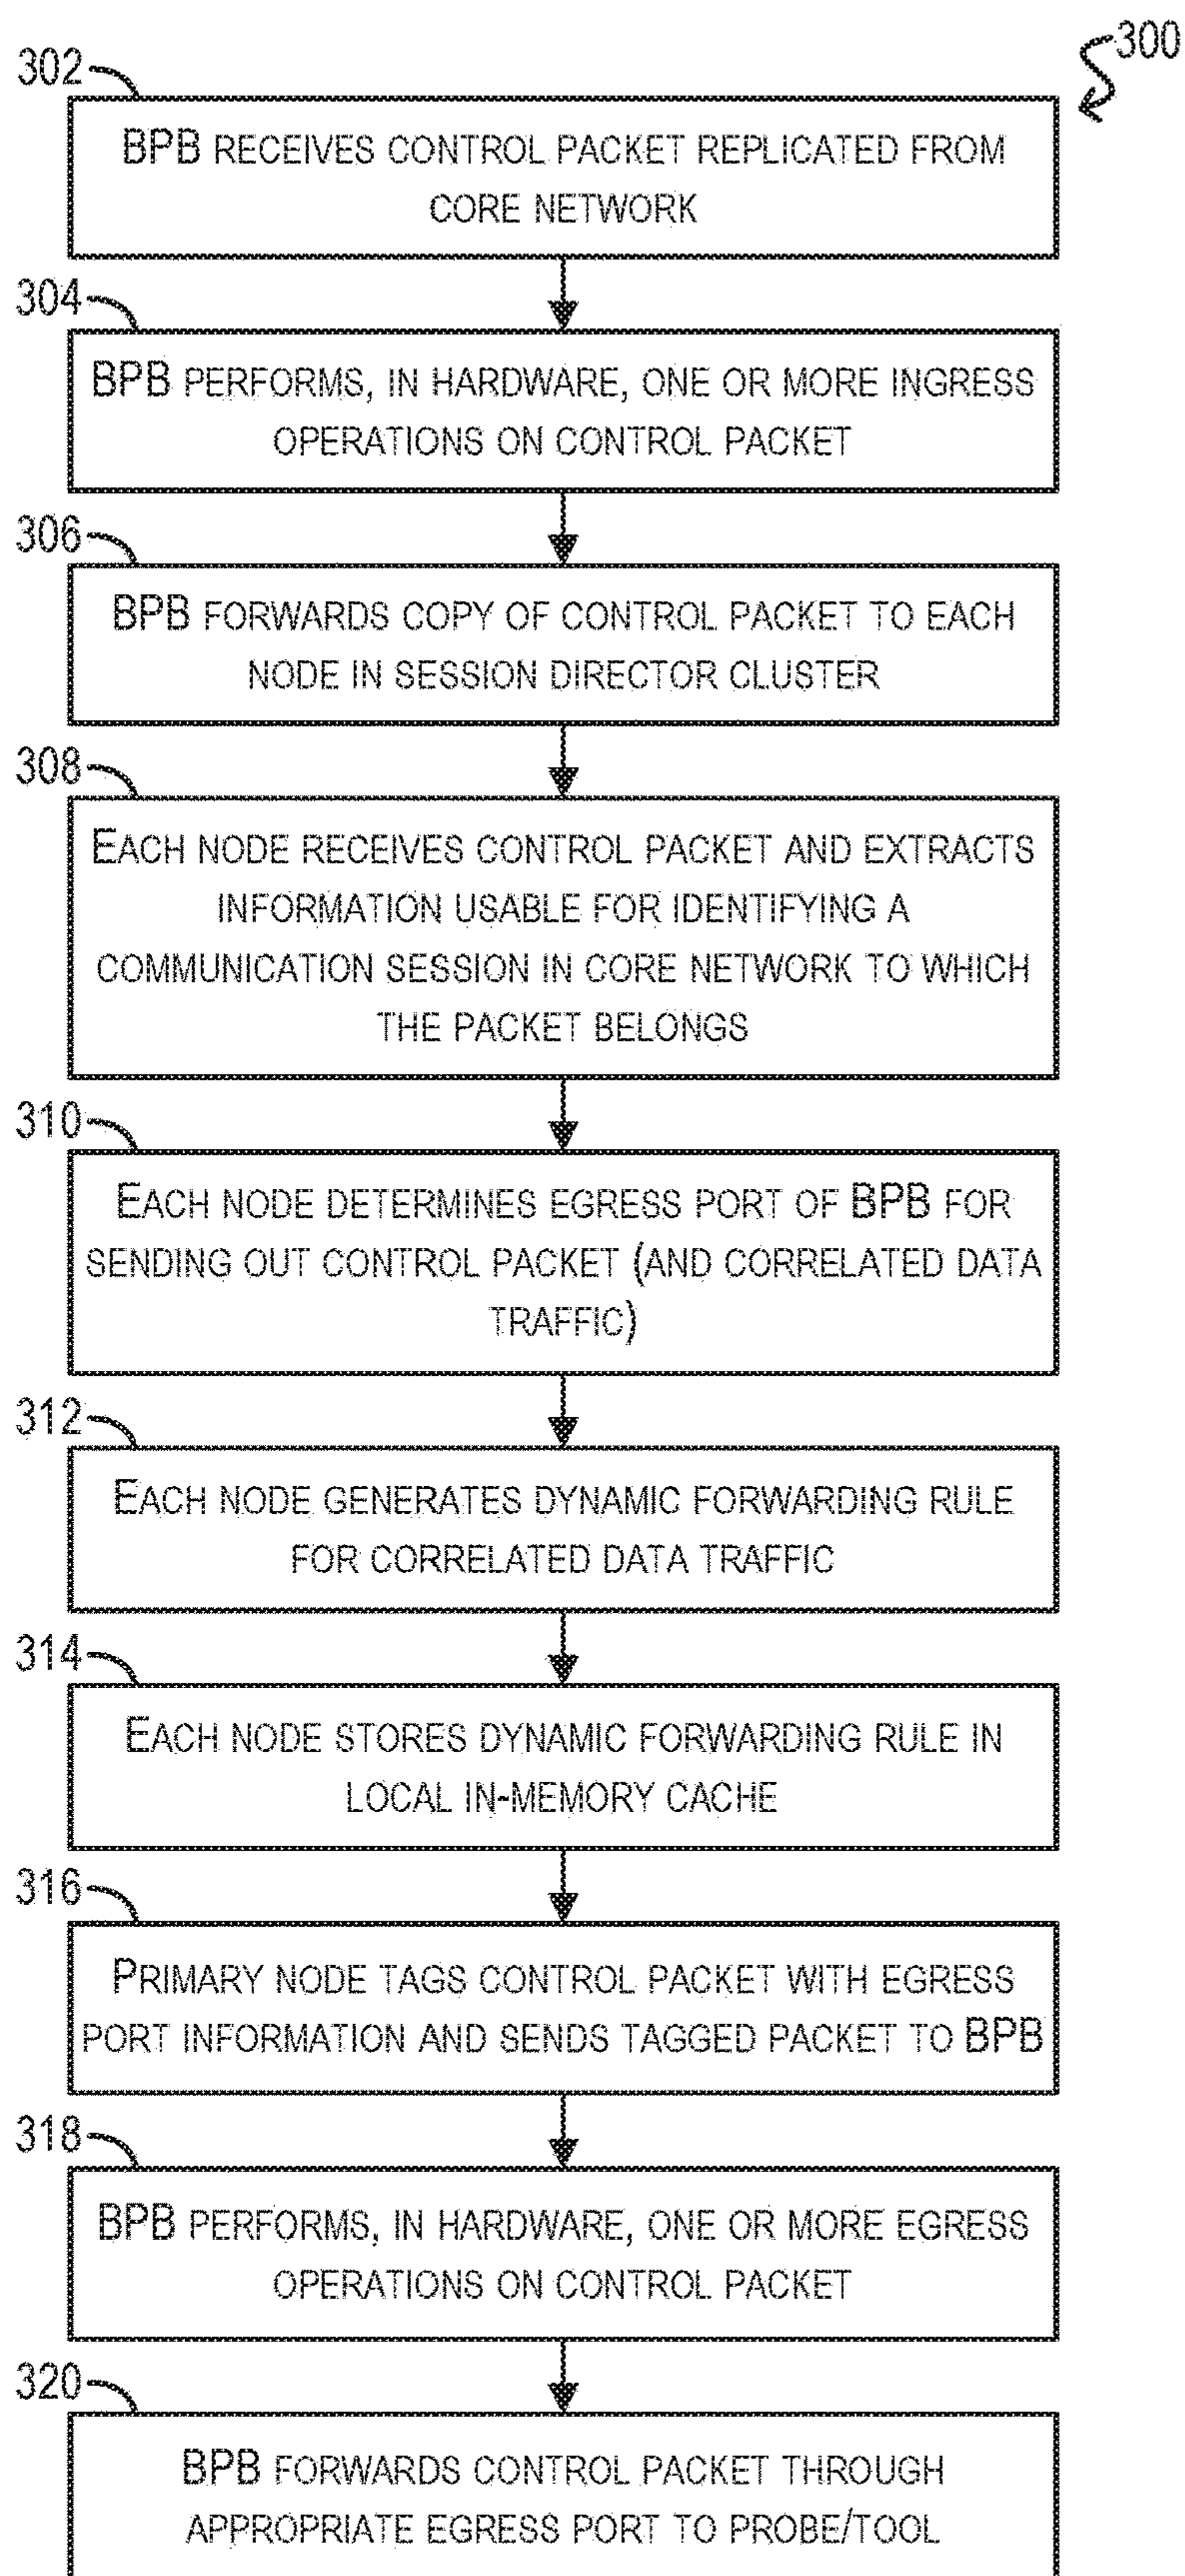 300
302
BPB RECEIVES CONTROL PACKET REPLICATED FROM
CORE NETWORK
304
BPB PERFORMS, IN HARDWARE, ONE OR MORE INGRESS
OPERATIONS ON CONTROL PACKET
306
BPB FORWARDS COPY OF CONTROL PACKET TO EACH
NODE IN SESSION DIRECTOR CLUSTER
308
EACH NODE RECEIVES CONTROL PACKET AND EXTRACTS
INFORMATION USABLE FOR IDENTIFYING A
COMMUNICATION SESSION IN CORE NETWORK TO WHICH
THE PACKET BELONGS
310
EACH NODE DETERMINES EGRESS PORT OF BPB FOR
SENDING OUT CONTROL PACKET (AND CORRELATED DATA
TRAFFIC)
312
EACH NODE GENERATES DYNAMIC FORWARDING RULE
FOR CORRELATED DATA TRAFFIC
314
EACH NODE STORES DYNAMIC FORWARDING RULE IN
LOCAL IN-MEMORY CACHE
316
PRIMARY NODE TAGS CONTROL PACKET WITH EGRESS
PORT INFORMATION AND SENDS TAGGED PACKET TO BPB
318
BPB PERFORMS, IN HARDWARE, ONE OR MORE EGRESS
OPERATIONS ON CONTROL PACKET
320
BPB FORWARDS CONTROL PACKET THROUGH
APPROPRIATE EGRESS PORT TO PROBE/TOOL